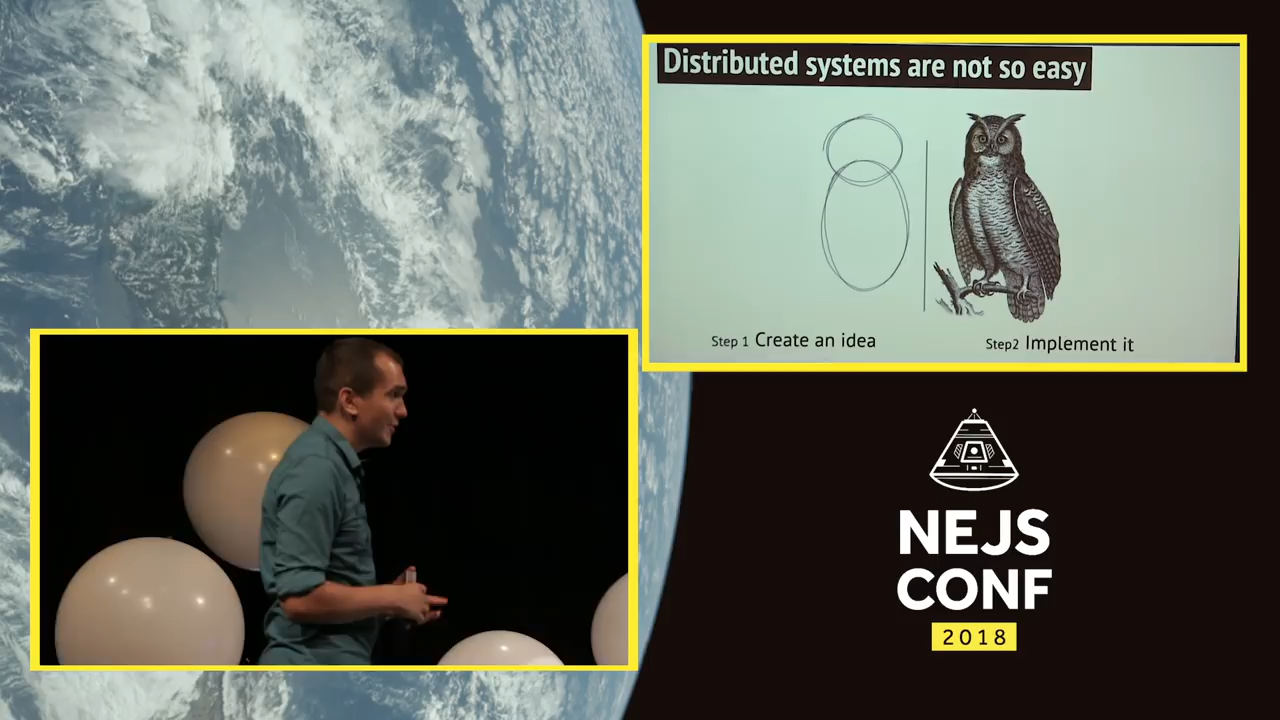 Distributed systems are not so easy
Step 1 Create an idea
Step2 Implement it
NEJS
CONF
2018